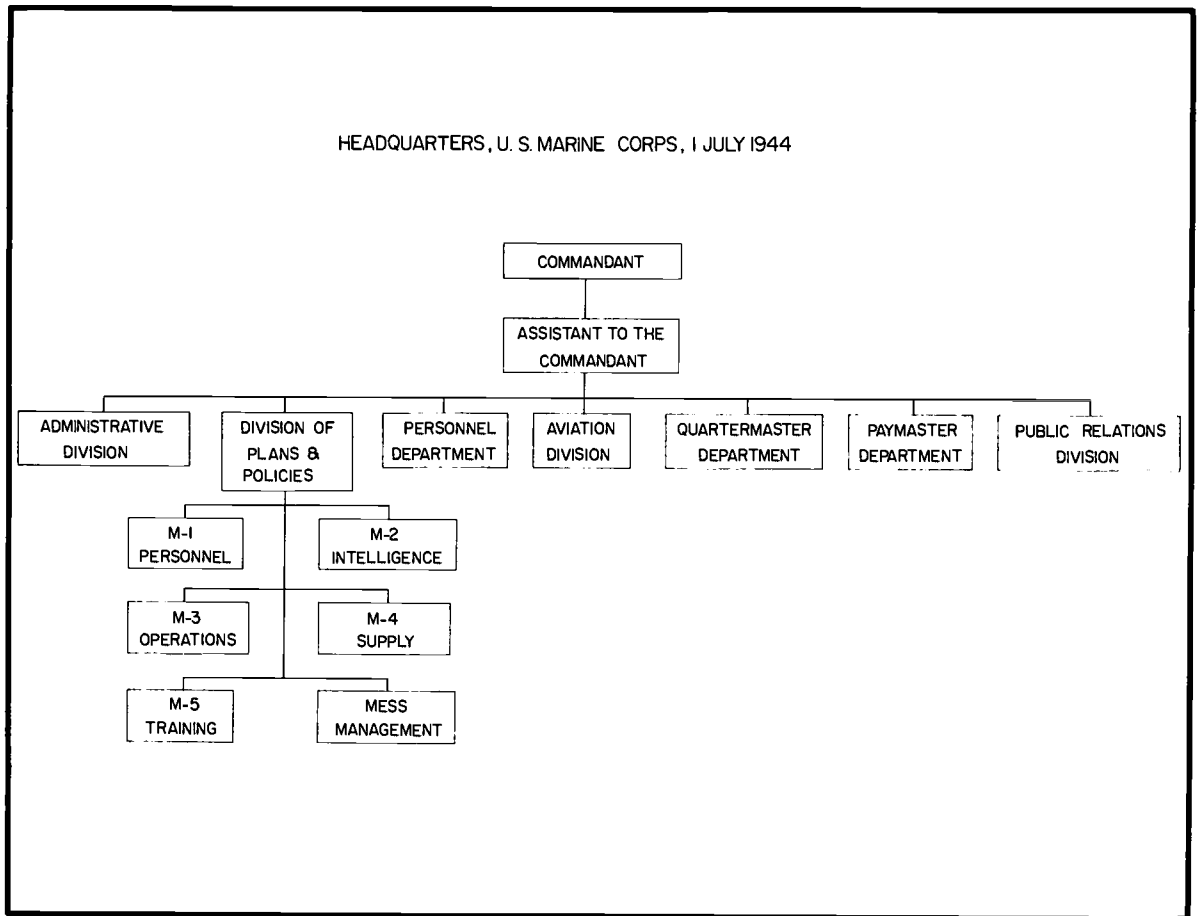 HEADQUARTERS, U. S. MARINE CORPS, 1 JULY 1944
COMMANDANT
ASSISTANT TO THE
COMMANDANT
ADMINISTRATIVE
DIVISION
DIVISION OF
PLANS &
POLICIES
PERSONNEL
DEPARTMENT
AVIATION
DIVISION
QUARTERMASTER
DEPARTMENT
PAYMASTER
DEPARTMENT
PUBLIC RELATIONS
DIVISION
M-1
PERSONNEL
M-2
INTELLIGENCE
M-3
OPERATIONS
M-4
SUPPLY
M-5
TRAINING
MESS
MANAGEMENT